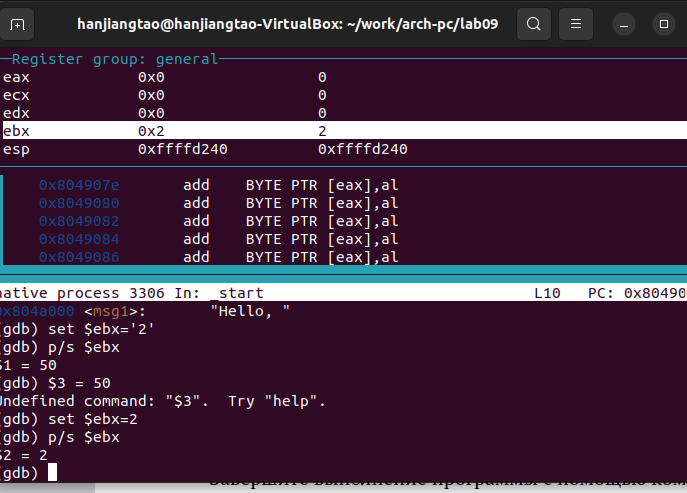 hanjiangtao@hanjiangtao-VirtualBox: ~/work/arch-pc/lab09
Register group: general
eax 0x0 0
ecx 0x0 0
edx 0x0 0
ebx 0x2 2
esp 0xffffd240 0xffffd240
0x804907e add BYTE PTR [eax],al
0x8049080 add BYTE PTR [eax],al
0x8049082 add BYTE PTR [eax],al
0x8049084 add BYTE PTR [eax],al
0x8049086 add BYTE PTR [eax],al
native process 3306 In: _start L10 PC: 0x80490
0x804a000 <msg1>: "Hello, "
(gdb) set $ebx='2'
(gdb) p/s $ebx
$1 = 50
(gdb) $3 = 50
Undefined command: "$3". Try "help".
(gdb) set $ebx=2
(gdb) p/s $ebx
$2 = 2
(gdb)